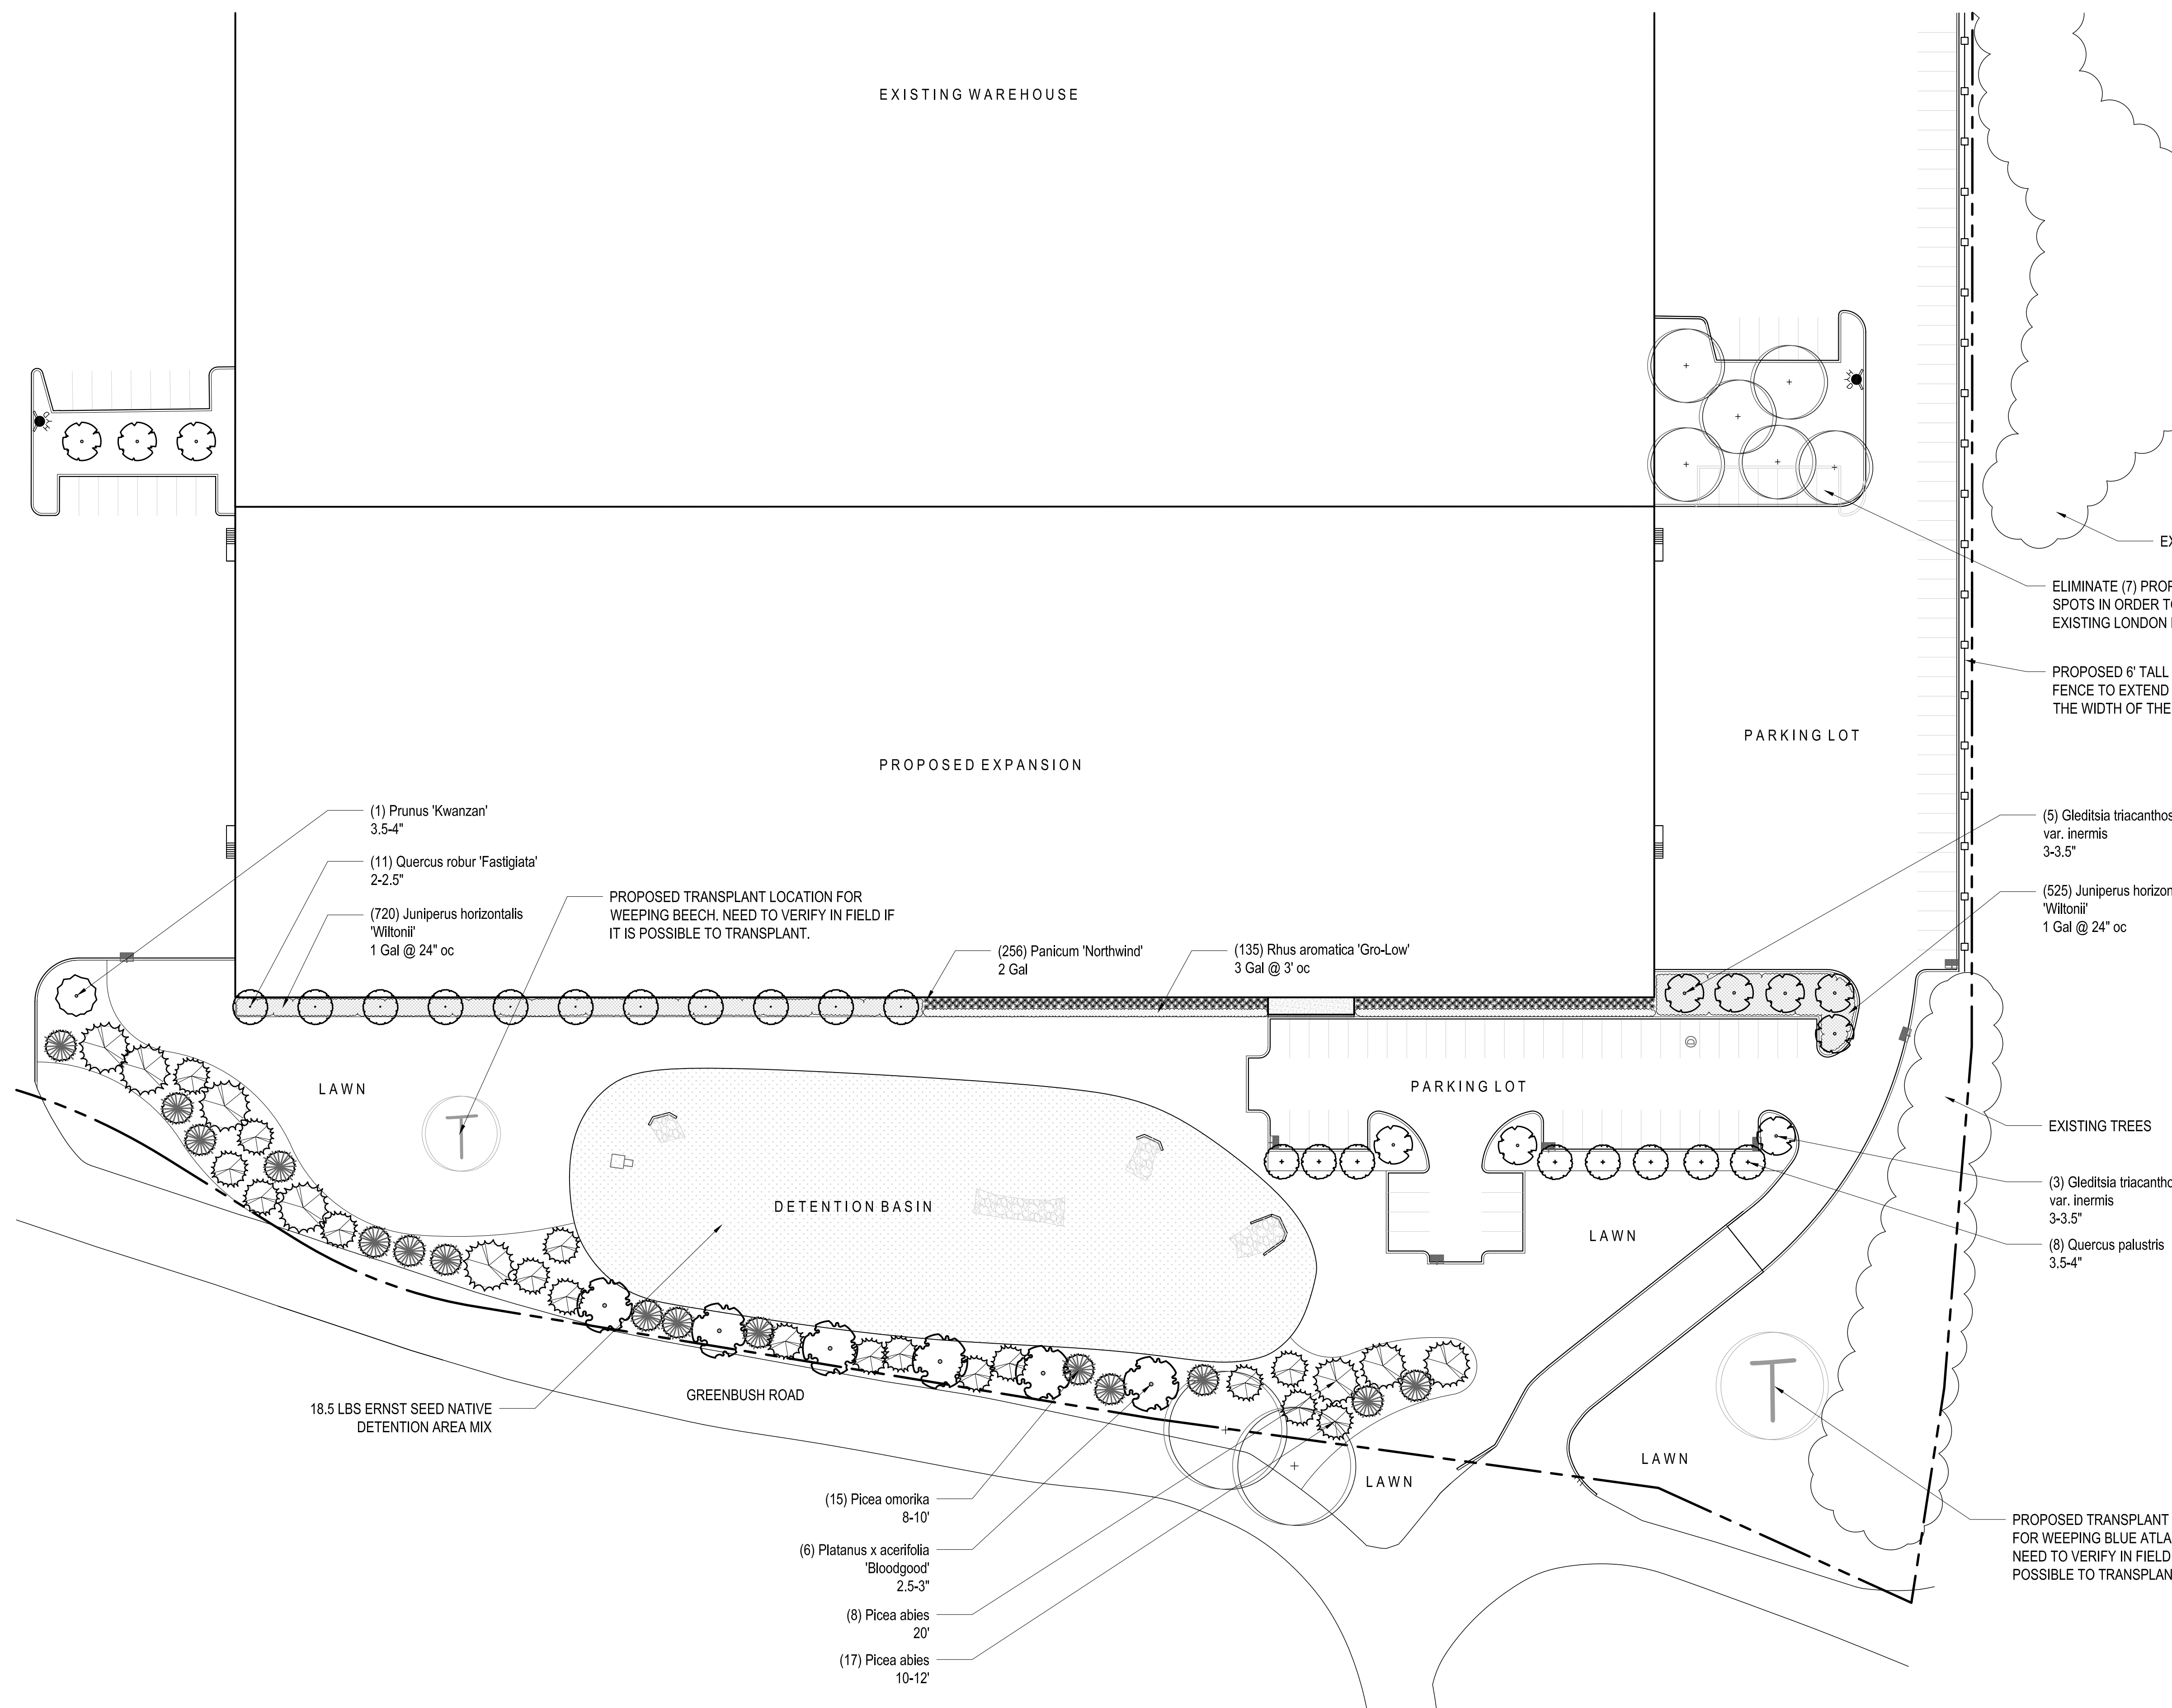 EXISTING WAREHOUSE
EX
ELIMINATE (7) PROP
SPOTS IN ORDER TO
EXISTING LONDON
PROPOSED 6' TALL
FENCE TO EXTEND
THE WIDTH OF THE
PARKING LOT
PROPOSED EXPANSION
(1) Prunus 'Kwanzan'
3.5-4"
(11) Quercus robur 'Fastigiata'
2-2.5"
(720) Juniperus horizontalis
'Wiltonii'
1 Gal @ 24" oc
PROPOSED TRANSPLANT LOCATION FOR
WEEPING BEECH. NEED TO VERIFY IN FIELD IF
IT IS POSSIBLE TO TRANSPLANT.
(256) Panicum 'Northwind'
2 Gal
(135) Rhus aromatica 'Gro-Low'
3 Gal @ 3' oc
(5) Gleditsia triacanthos
var. inermis
3-3.5"
(525) Juniperus horizon
'Wiltonii'
1 Gal @ 24" oc
LAWN
PARKING LOT
EXISTING TREES
DETENTION BASIN
LAWN
(3) Gleditsia triacantho
var. inermis
3-3.5"
(8) Quercus palustris
3.5-4"
T
T
GREENBUSH ROAD
18.5 LBS ERNST SEED NATIVE
DETENTION AREA MIX
LAWN
LAWN
(15) Picea omorika
8-10'
(6) Platanus x acerifolia
'Bloodgood'
2.5-3"
(8) Picea abies
20'
(17) Picea abies
10-12'
PROPOSED TRANSPLANT
FOR WEEPING BLUE ATLA
NEED TO VERIFY IN FIELD
POSSIBLE TO TRANSPLAN